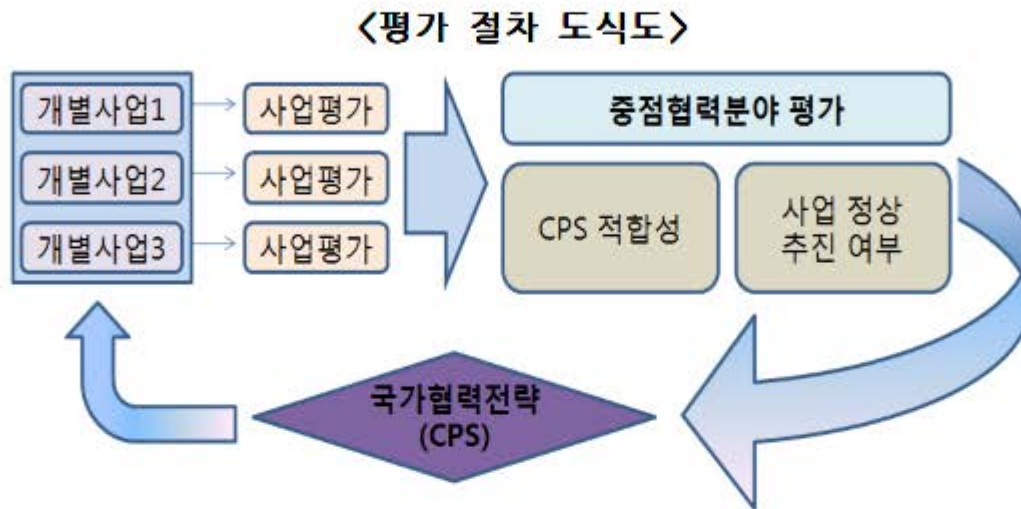 <평가 절차 도식도>
개별사업1
사업평가
개별사업2
사업평가
개별사업3
사업평가
중점협력분야 평가
CPS 적합성
사업 정상
추진 여부
국가협력전략
(CPS)